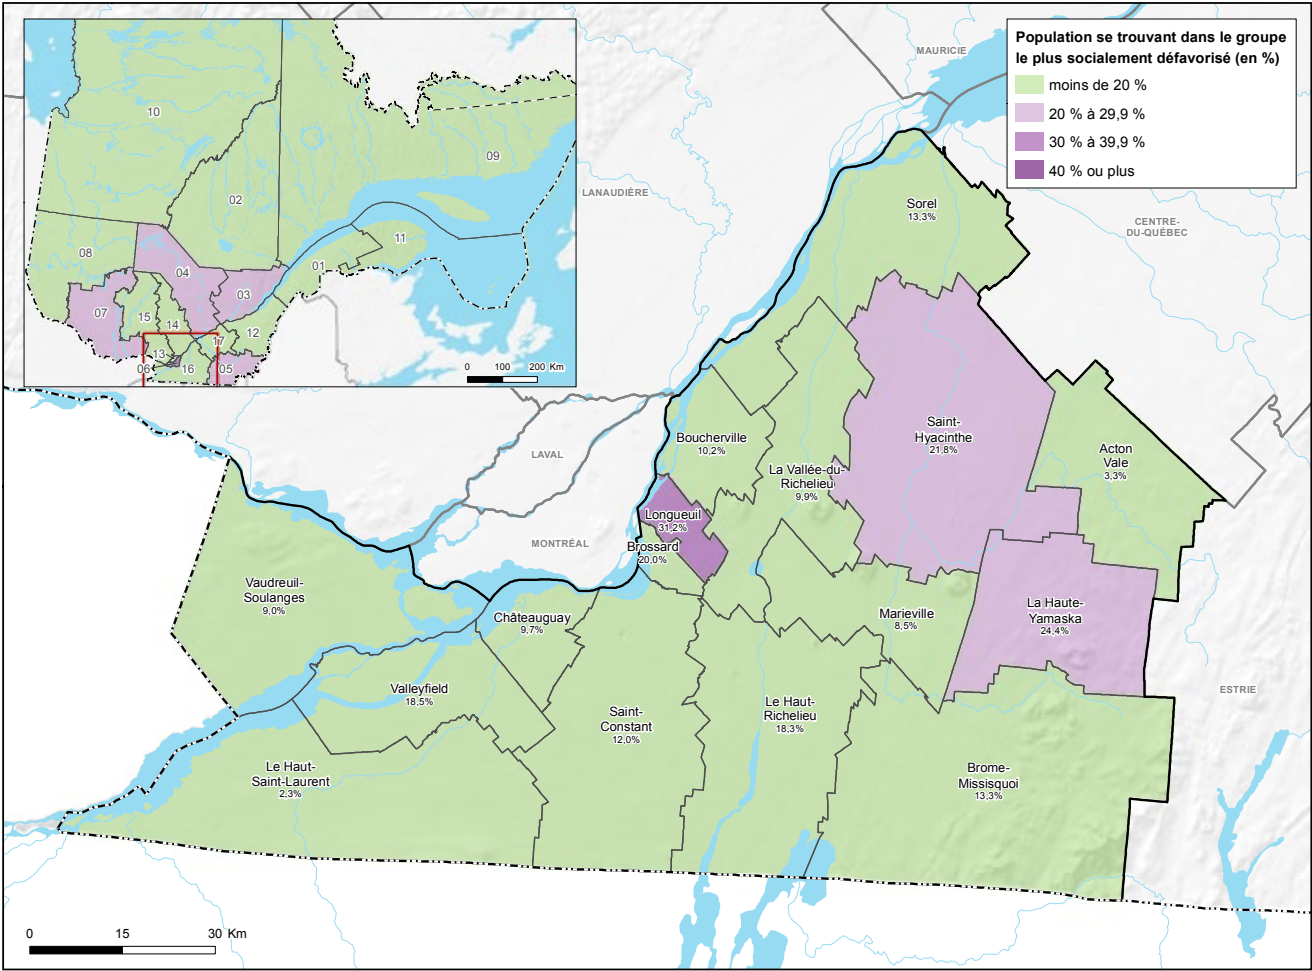 Population se trouvant dans le groupe
le plus socialement défavorisé (en %)
moins de 20 %
20 % à 29,9 %
30 % à 39,9 %
40 % ou plus
10
09
02
11
08
01
04
03
07
15
14
12
17
13
06
16
05
0 100 200 Km
MAURICIE
LANAUDIÈRE
CENTRE-
DU-QUÉBEC
Sorel
13,3%
Saint-
Hyacinthe
21,8%
Boucherville
10,2%
Acton
Vale
3,3%
LAVAL
La Vallée-du-
Richelieu
9,9%
Longueuil
31,2%
MONTRÉAL
Brossard
20,0%
Vaudreuil-
Soulanges
9,0%
Châteauguay
9,7%
Marieville
8,5%
La Haute-
Yamaska
24,4%
Valleyfield
18,5%
ESTRIE
Saint-
Constant
12,0%
Le Haut-
Richelieu
18,3%
Le Haut-
Saint-Laurent
2,3%
Brome-
Missisquoi
13,3%
0 15 30 Km